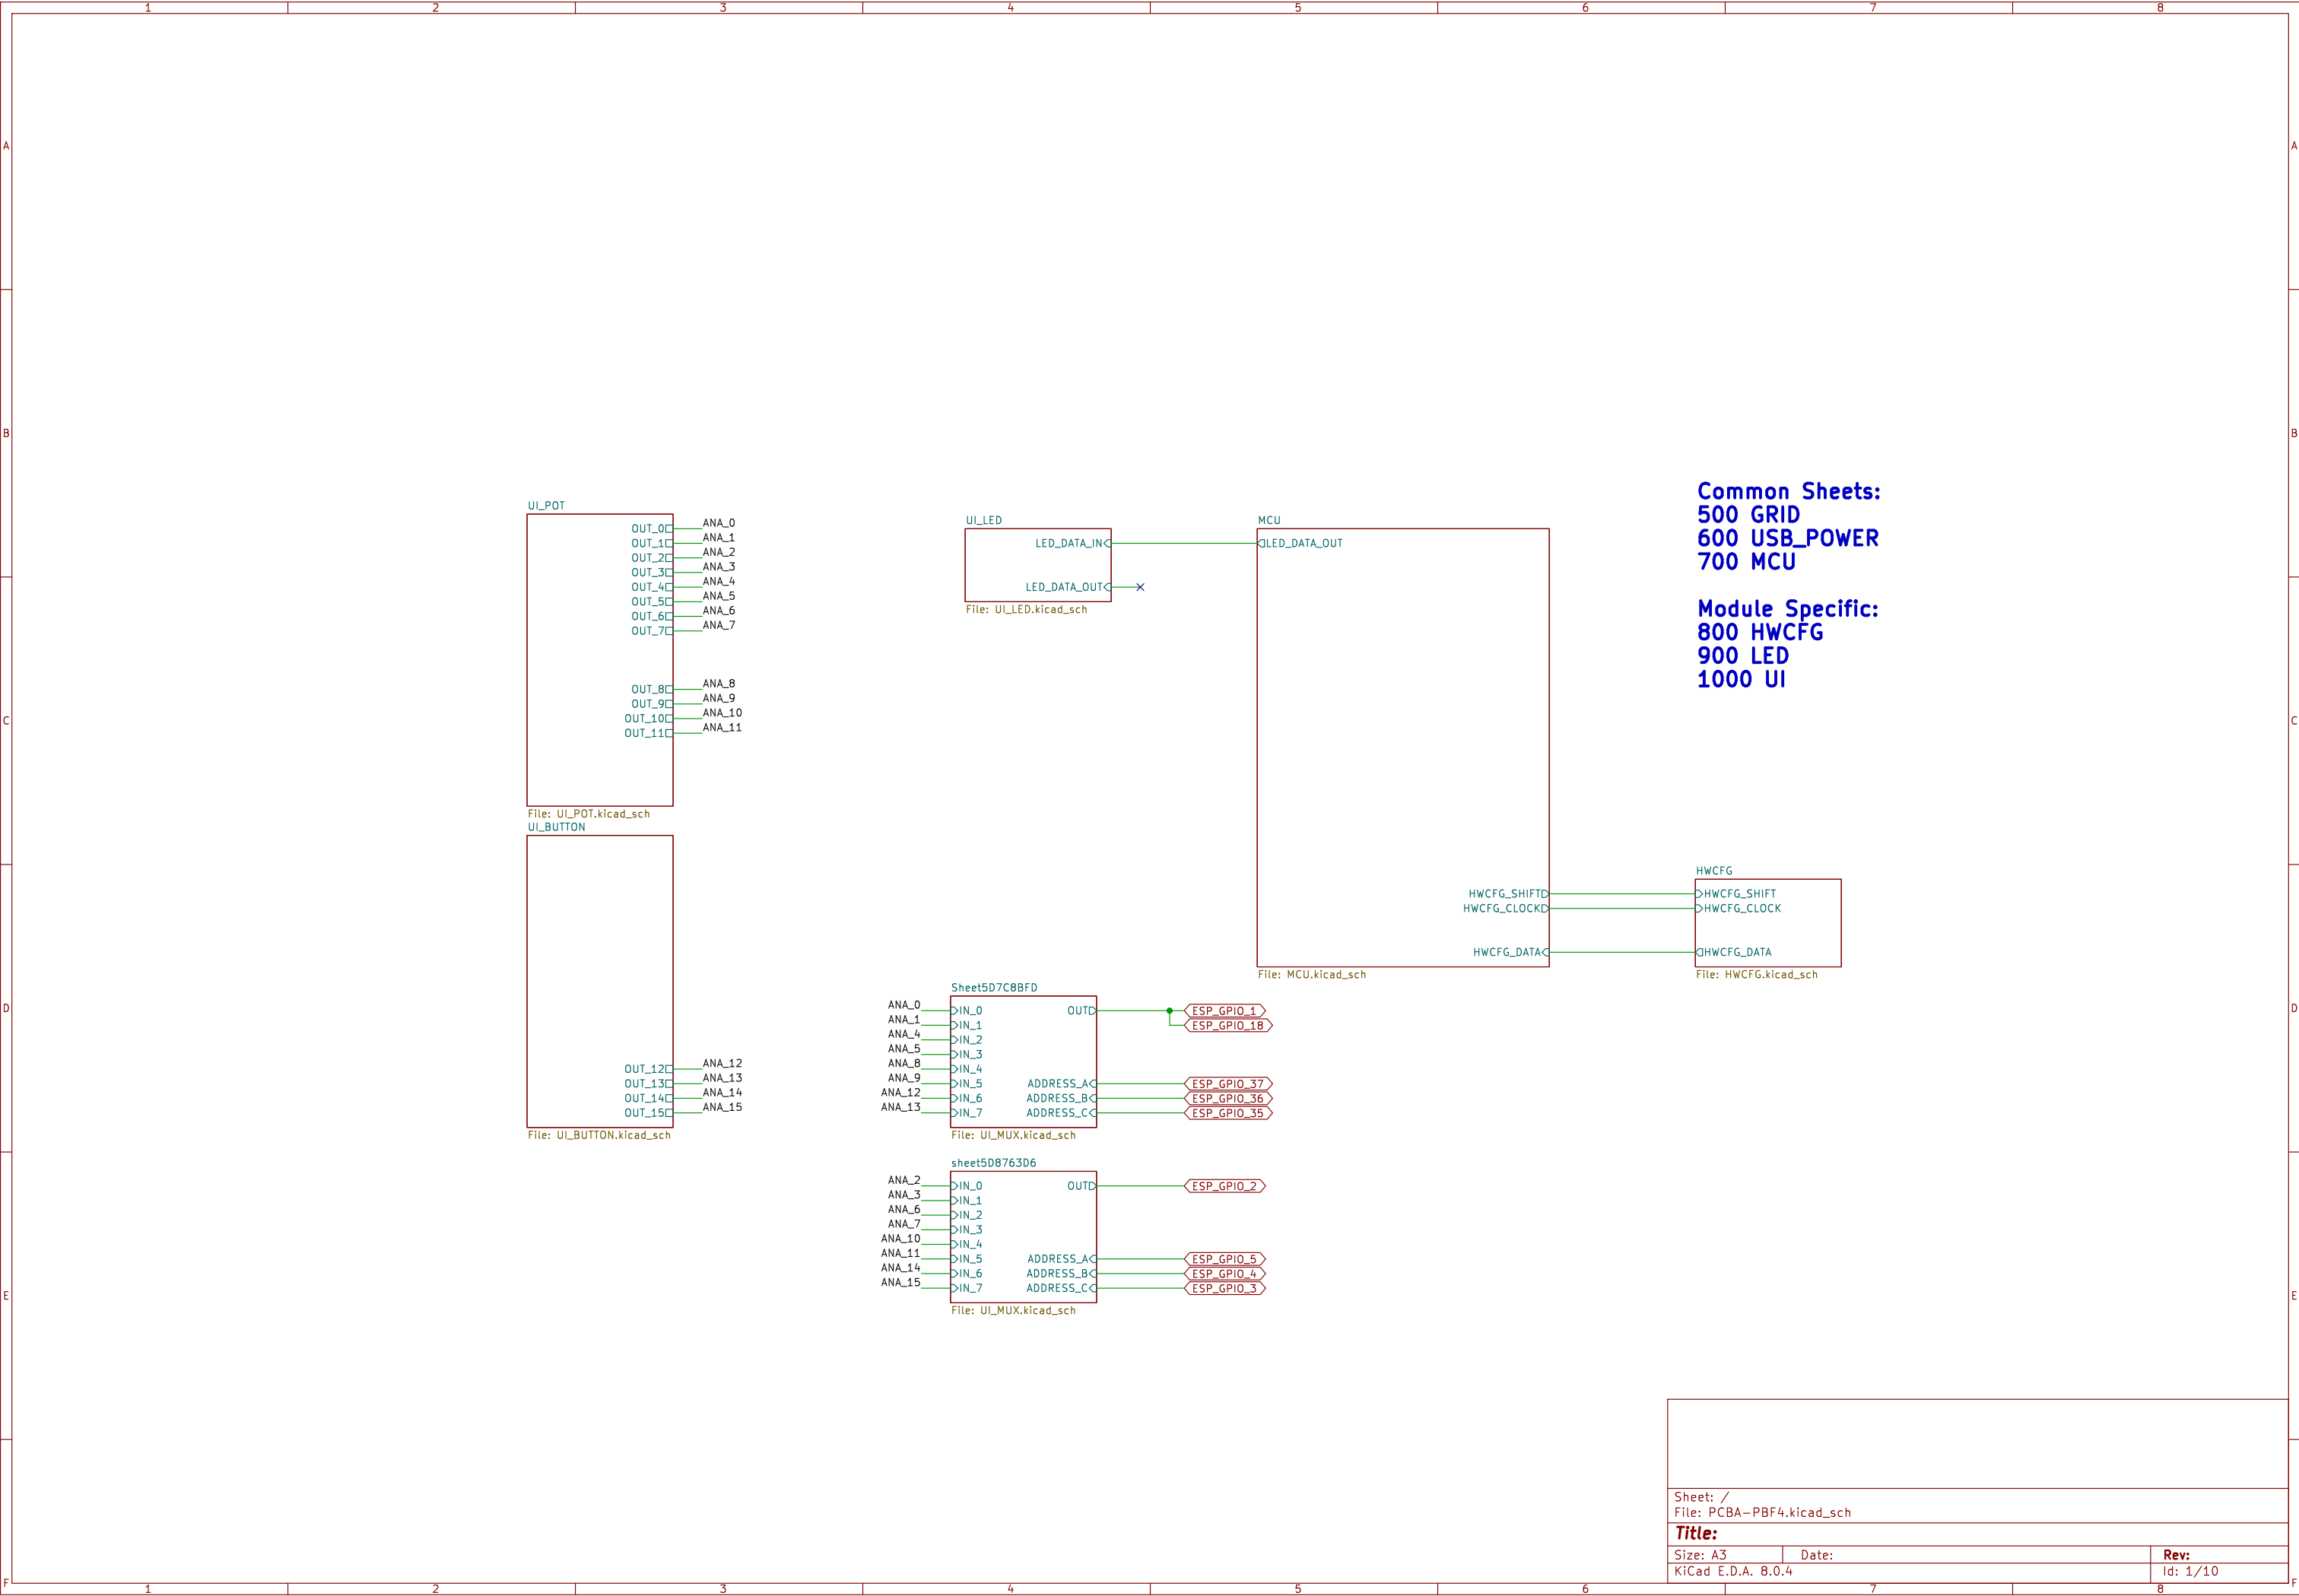 1 2 3 4 5 6 7 8
A A
B B
C C
D D
E E
F F
UI_POT
OUT_0 ANA_0
OUT_1 ANA_1
OUT_2 ANA_2
OUT_3 ANA_3
OUT_4 ANA_4
OUT_5 ANA_5
OUT_6 ANA_6
OUT_7 ANA_7
OUT_8 ANA_8
OUT_9 ANA_9
OUT_10 ANA_10
OUT_11 ANA_11
File: UI_POT.kicad_sch
UI_BUTTON
OUT_12 ANA_12
OUT_13 ANA_13
OUT_14 ANA_14
OUT_15 ANA_15
File: UI_BUTTON.kicad_sch
UI_LED
LED_DATA_IN
LED_DATA_OUT
File: UI_LED.kicad_sch
MCU
LED_DATA_OUT
HWCFG_SHIFT
HWCFG_CLOCK
HWCFG_DATA
File: MCU.kicad_sch
Common Sheets:
500 GRID
600 USB_POWER
700 MCU
Module Specific:
800 HWCFG
900 LED
1000 UI
HWCFG
HWCFG_SHIFT
HWCFG_CLOCK
HWCFG_DATA
File: HWCFG.kicad_sch
Sheet5D7C8BFD
ANA_0 IN_0 OUT ESP_GPIO_1
ANA_1 IN_1 ESP_GPIO_18
ANA_4 IN_2
ANA_5 IN_3
ANA_8 IN_4
ANA_9 IN_5 ADDRESS_A ESP_GPIO_37
ANA_12 IN_6 ADDRESS_B ESP_GPIO_36
ANA_13 IN_7 ADDRESS_C ESP_GPIO_35
File: UI_MUX.kicad_sch
sheet5D8763D6
ANA_2 IN_0 OUT ESP_GPIO_2
ANA_3 IN_1
ANA_6 IN_2
ANA_7 IN_3
ANA_10 IN_4
ANA_11 IN_5 ADDRESS_A ESP_GPIO_5
ANA_14 IN_6 ADDRESS_B ESP_GPIO_4
ANA_15 IN_7 ADDRESS_C ESP_GPIO_3
File: UI_MUX.kicad_sch
Sheet: /
File: PCBA-PBF4.kicad_sch
Title:
Size: A3 Date: Rev:
KiCad E.D.A. 8.0.4 Id: 1/10
1 2 3 4 5 6 7 8